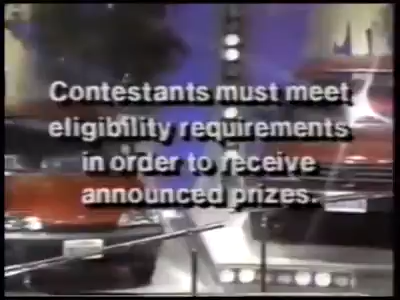 Contestants must meet
eligibility requirements
in order to receive
announced prizes.